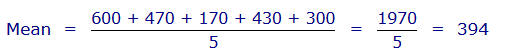 Mean = (600 + 470 + 170 + 430 + 300) / 5 = 1970 / 5 = 394